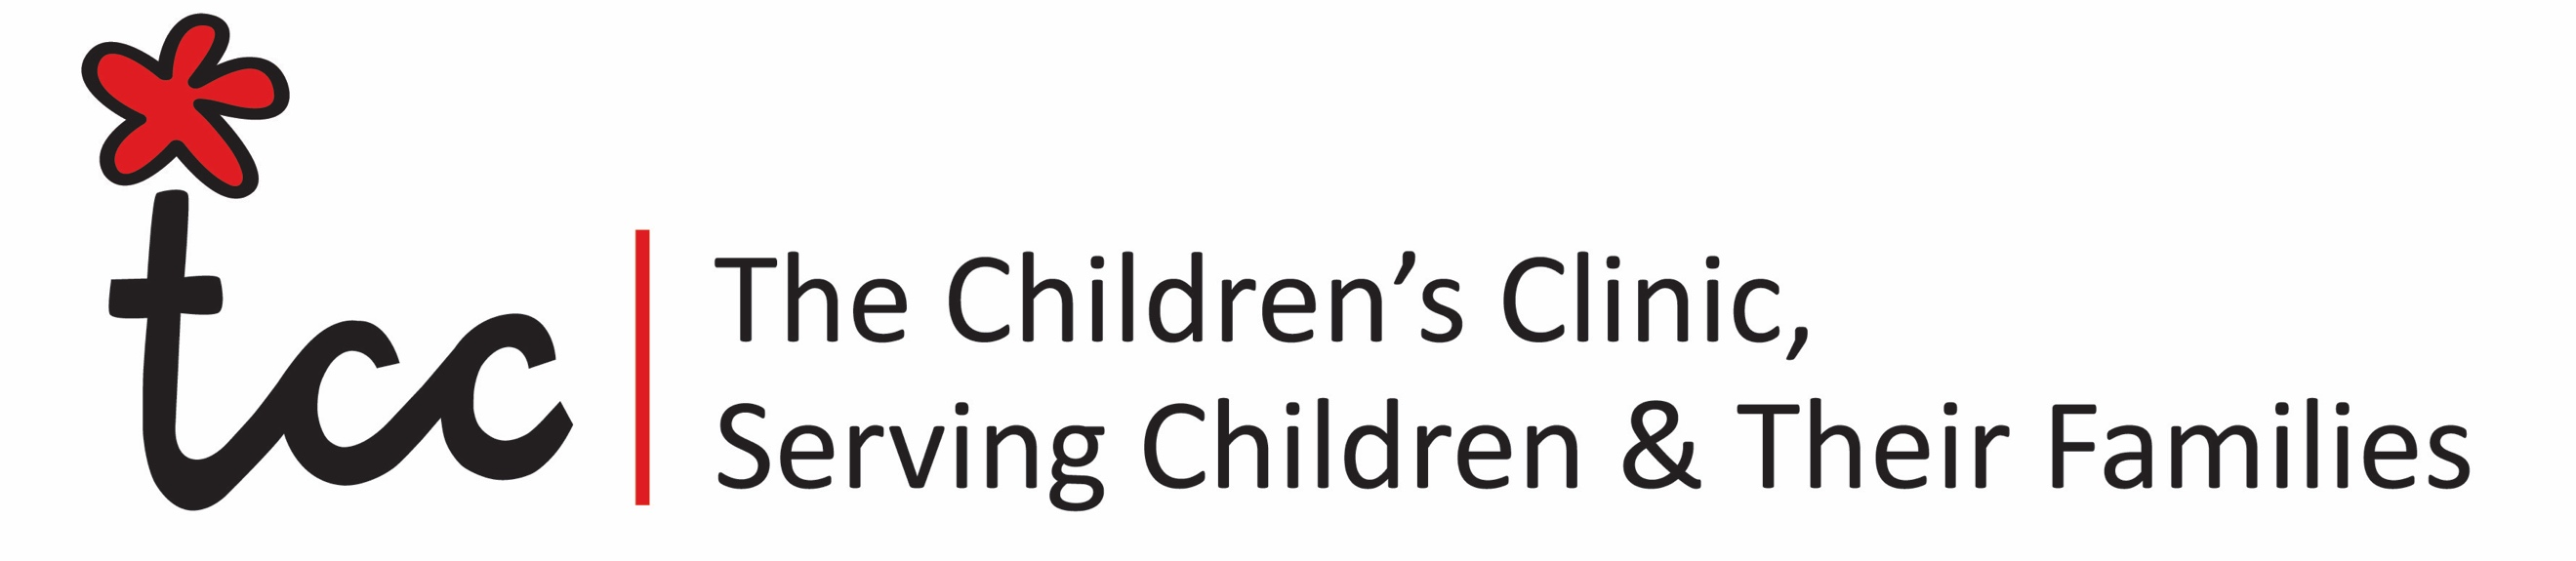 tcc
The Children’s Clinic,
Serving Children & Their Families